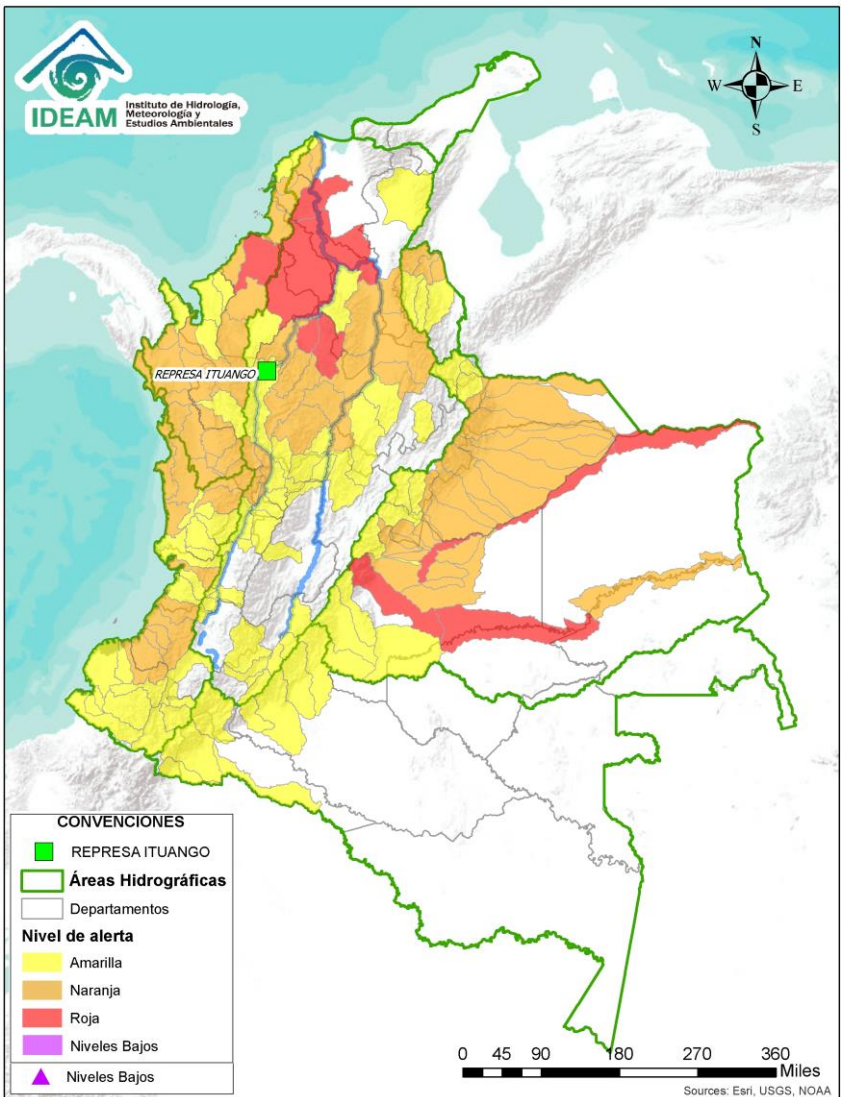 IDEAM
Instituto de Hidrología,
Meteorología y
Estudios Ambientales
N
W
E
S
REPRESA ITUANGO
CONVENCIONES
REPRESA ITUANGO
Áreas Hidrográficas
Departamentos
Nivel de alerta
Amarilla
Naranja
Roja
Niveles Bajos
Niveles Bajos
0 45 90 180 270 360
Miles
Sources: Esri, USGS, NOAA